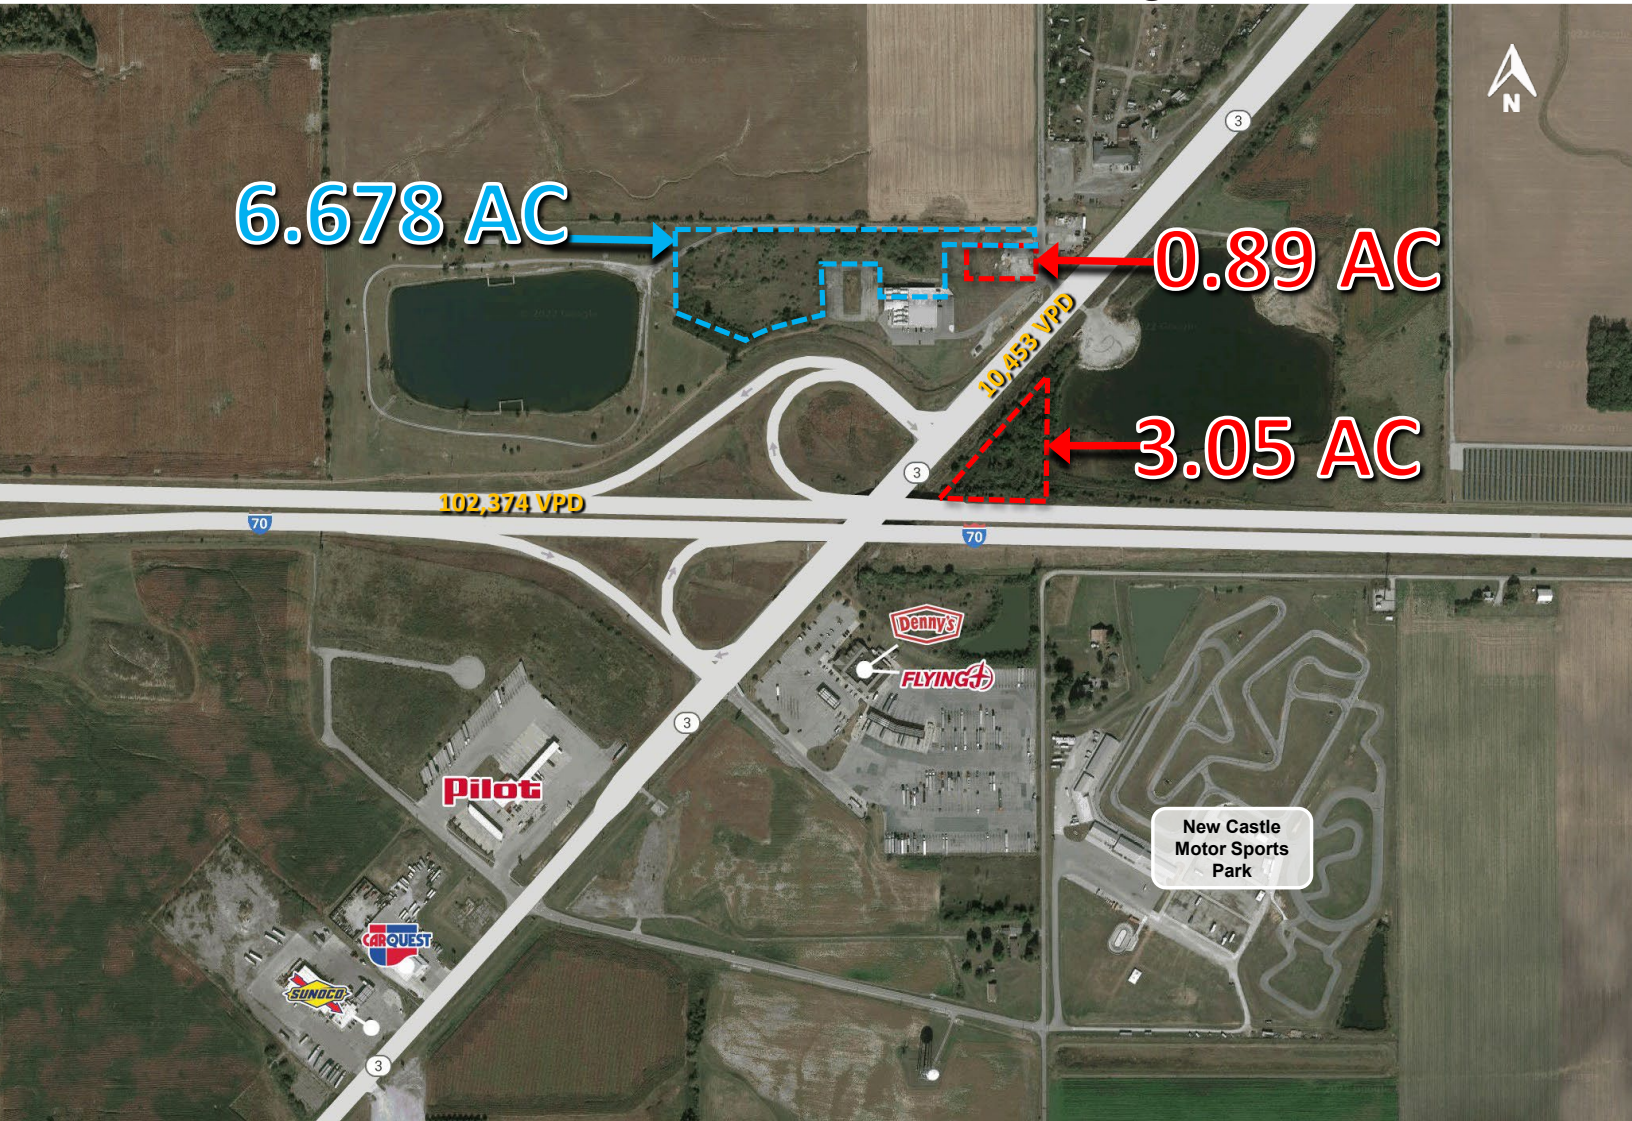 N
3
6.678 AC
0.89 AC
10,453 VPD
3.05 AC
3
102,374 VPD
70
70
Denny's
FLYING J
3
Pilot
New Castle
Motor Sports
Park
CARQUEST
SUNOCO
3